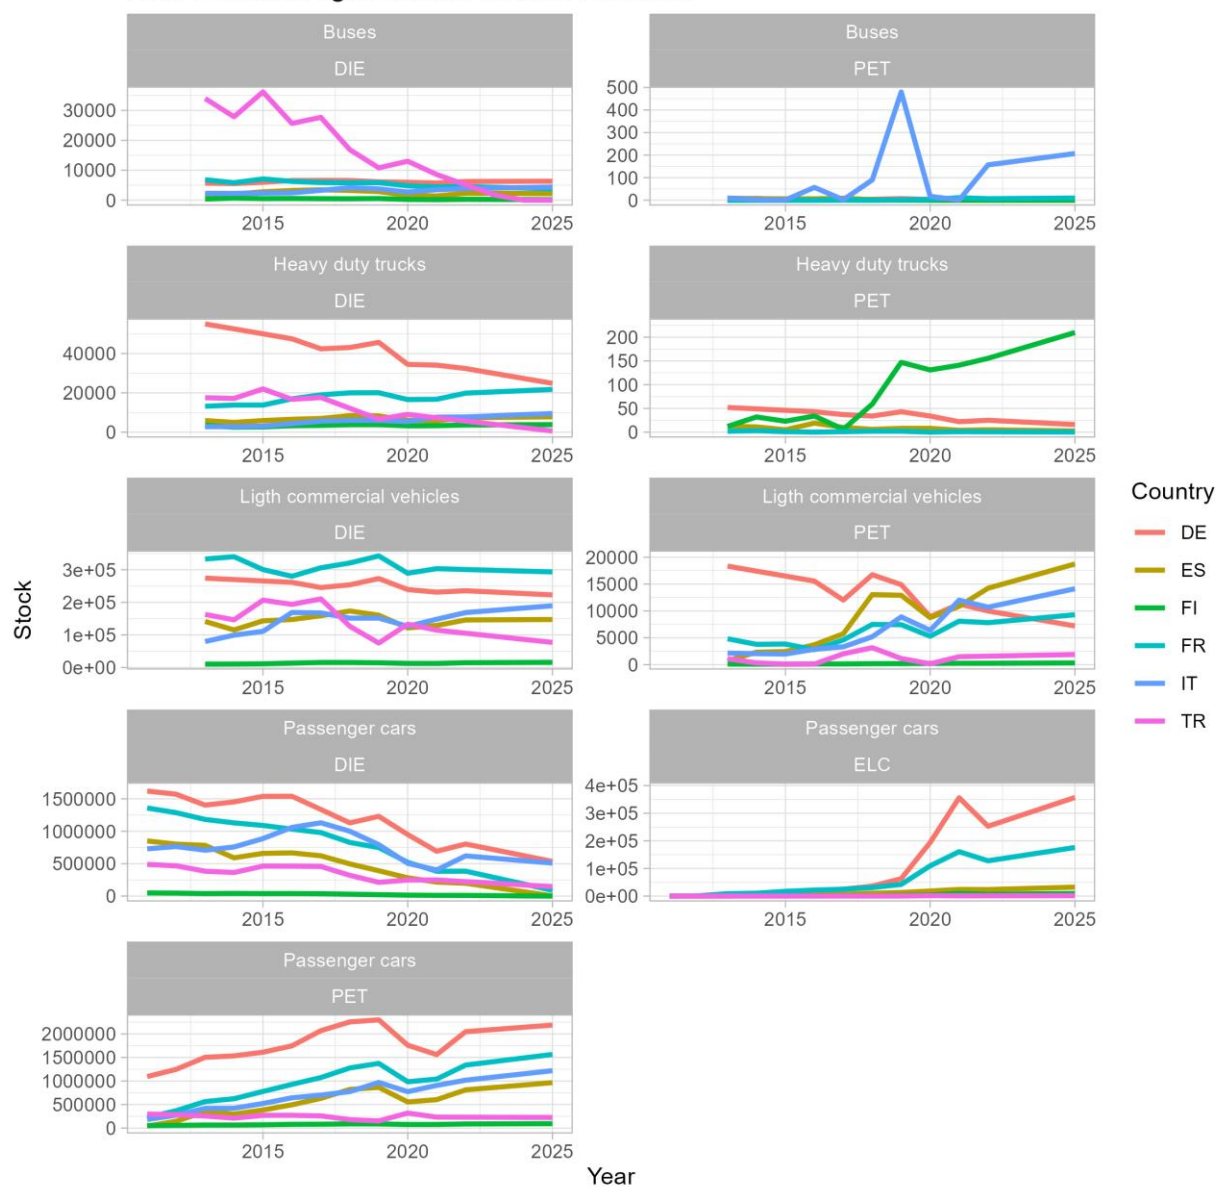 Buses
DIE
30000
20000
10000
0
2015
2020
2025
Buses
PET
500
400
300
200
100
0
2015
2020
2025
Heavy duty trucks
DIE
40000
20000
0
2015
2020
2025
Heavy duty trucks
PET
200
150
100
50
0
2015
2020
2025
Ligth commercial vehicles
DIE
3e+05
2e+05
1e+05
0e+00
2015
2020
2025
Ligth commercial vehicles
PET
20000
15000
10000
5000
0
2015
2020
2025
Passenger cars
DIE
1500000
1000000
500000
0
2015
2020
2025
Passenger cars
ELC
4e+05
3e+05
2e+05
1e+05
0e+00
2015
2020
2025
Passenger cars
PET
2000000
1500000
1000000
500000
0
2015
2020
2025
Stock
Year
Country
DE
ES
FI
FR
IT
TR